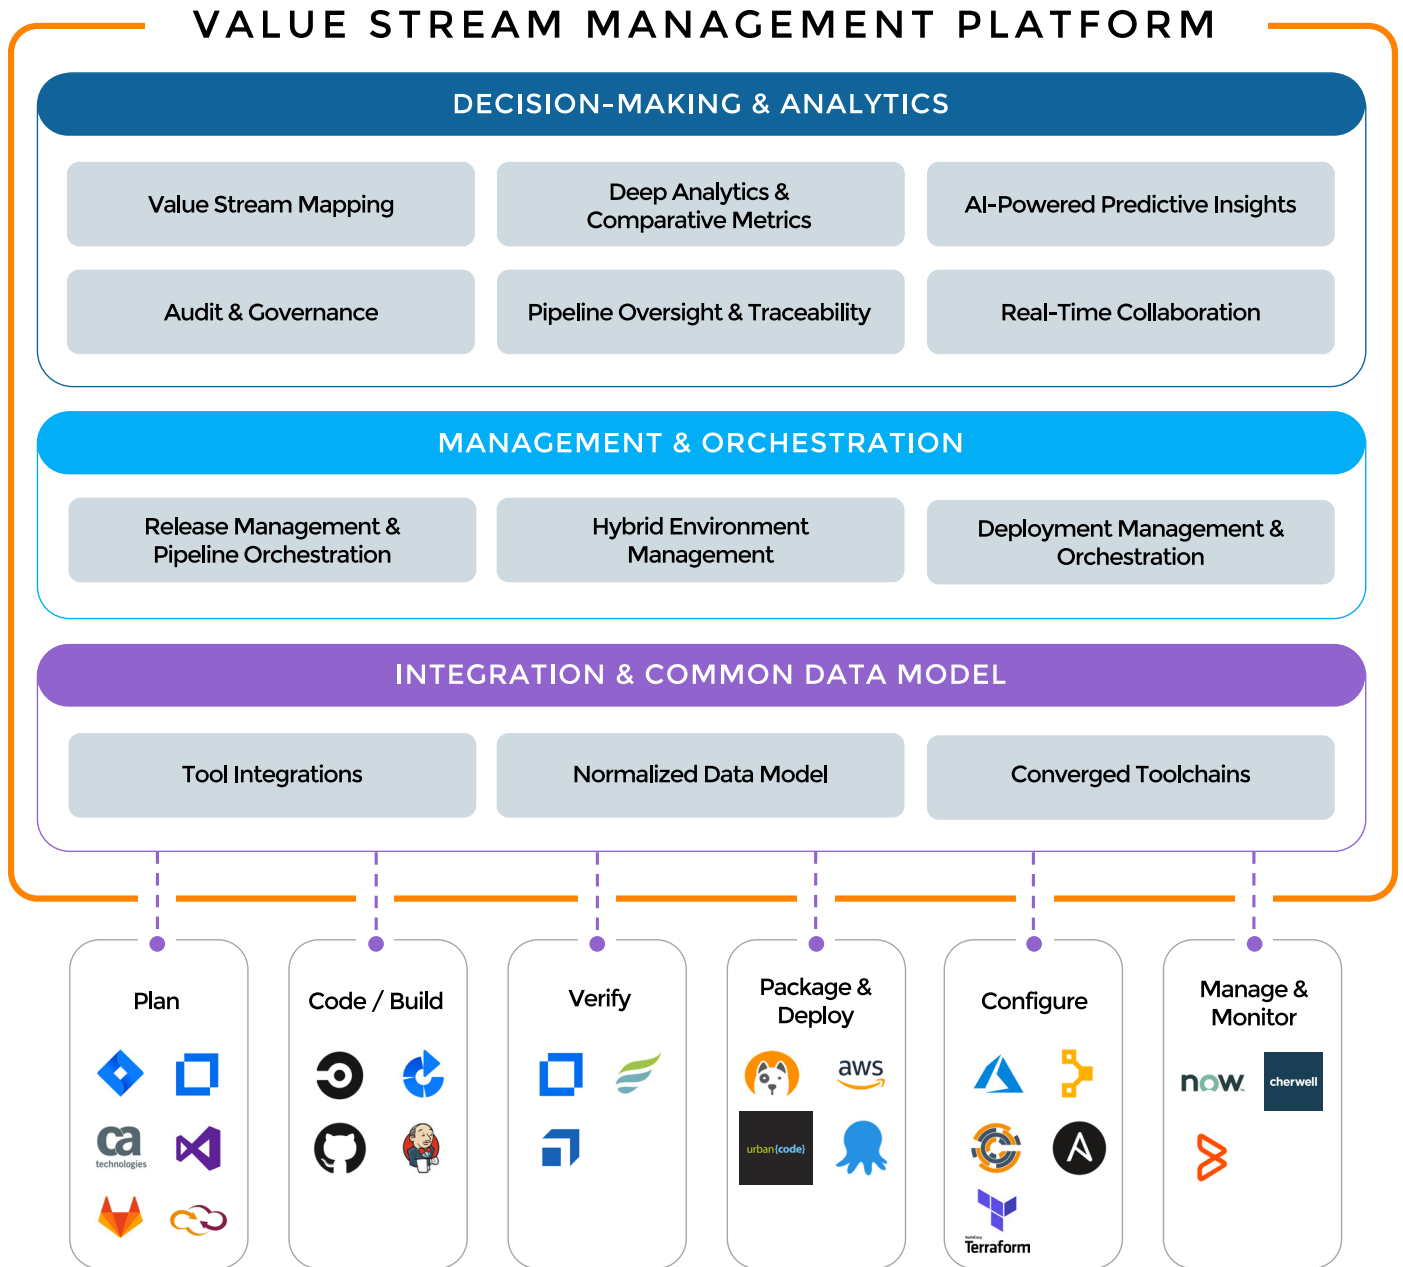 VALUE STREAM MANAGEMENT PLATFORM
DECISION-MAKING & ANALYTICS
Value Stream Mapping
Deep Analytics &
Comparative Metrics
AI-Powered Predictive Insights
Audit & Governance
Pipeline Oversight & Traceability
Real-Time Collaboration
MANAGEMENT & ORCHESTRATION
Release Management &
Pipeline Orchestration
Hybrid Environment
Management
Deployment Management &
Orchestration
INTEGRATION & COMMON DATA MODEL
Tool Integrations
Normalized Data Model
Converged Toolchains
Plan
ca
technologies
Code / Build
Verify
Package &
Deploy
aws
urban{code}
Configure
A
HashiCorp
Terraform
Manage &
Monitor
now
cherwell